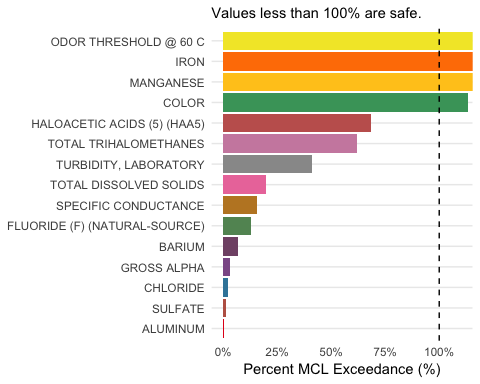 Values less than 100% are safe.
ODOR THRESHOLD @ 60 C
IRON
MANGANESE
COLOR
HALOACETIC ACIDS (5) (HAA5)
TOTAL TRIHALOMETHANES
TURBIDITY, LABORATORY
TOTAL DISSOLVED SOLIDS
SPECIFIC CONDUCTANCE
FLUORIDE (F) (NATURAL-SOURCE)
BARIUM
GROSS ALPHA
CHLORIDE
SULFATE
ALUMINUM
0% 25% 50% 75% 100%
Percent MCL Exceedance (%)